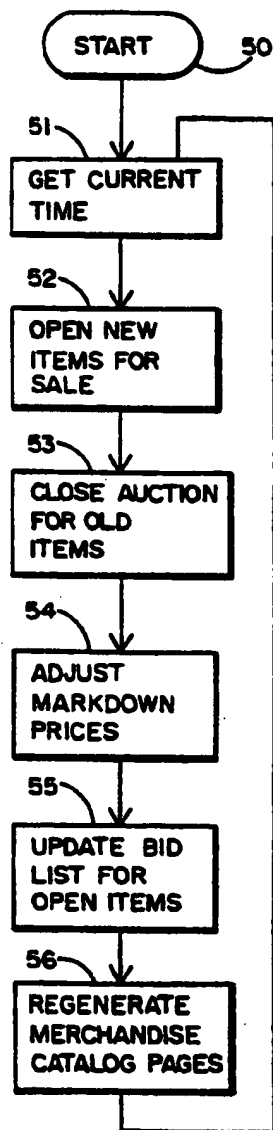 START
50
51
GET CURRENT
TIME
52
OPEN NEW
ITEMS FOR
SALE
53
CLOSE AUCTION
FOR OLD
ITEMS
54
ADJUST
MARKDOWN
PRICES
55
UPDATE BID
LIST FOR
OPEN ITEMS
56
REGENERATE
MERCHANDISE
CATALOG PAGES